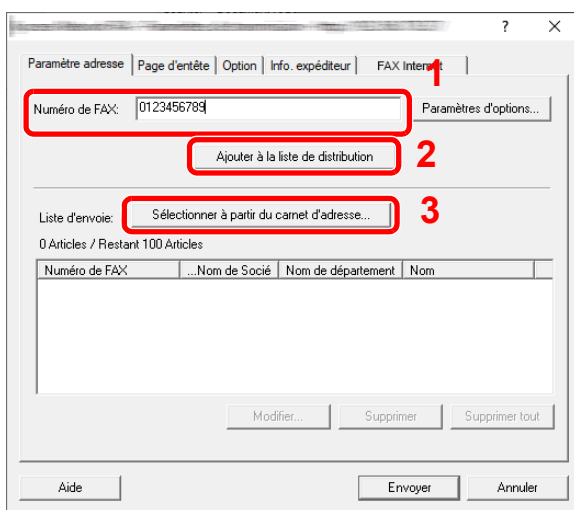 ?
Paramètre adresse Page d'entête Option Info. expéditeur FAX Internet
1
Numéro de FAX: 0123456789 Paramètres d'options...
Ajouter à la liste de distribution 2
Liste d'envoie: Sélectionner à partir du carnet d'adresse... 3
0 Articles / Restant 100 Articles
Numéro de FAX ...Nom de Socié Nom de département Nom
Modifier... Supprimer Supprimer tout
Aide Envoyer Annuler